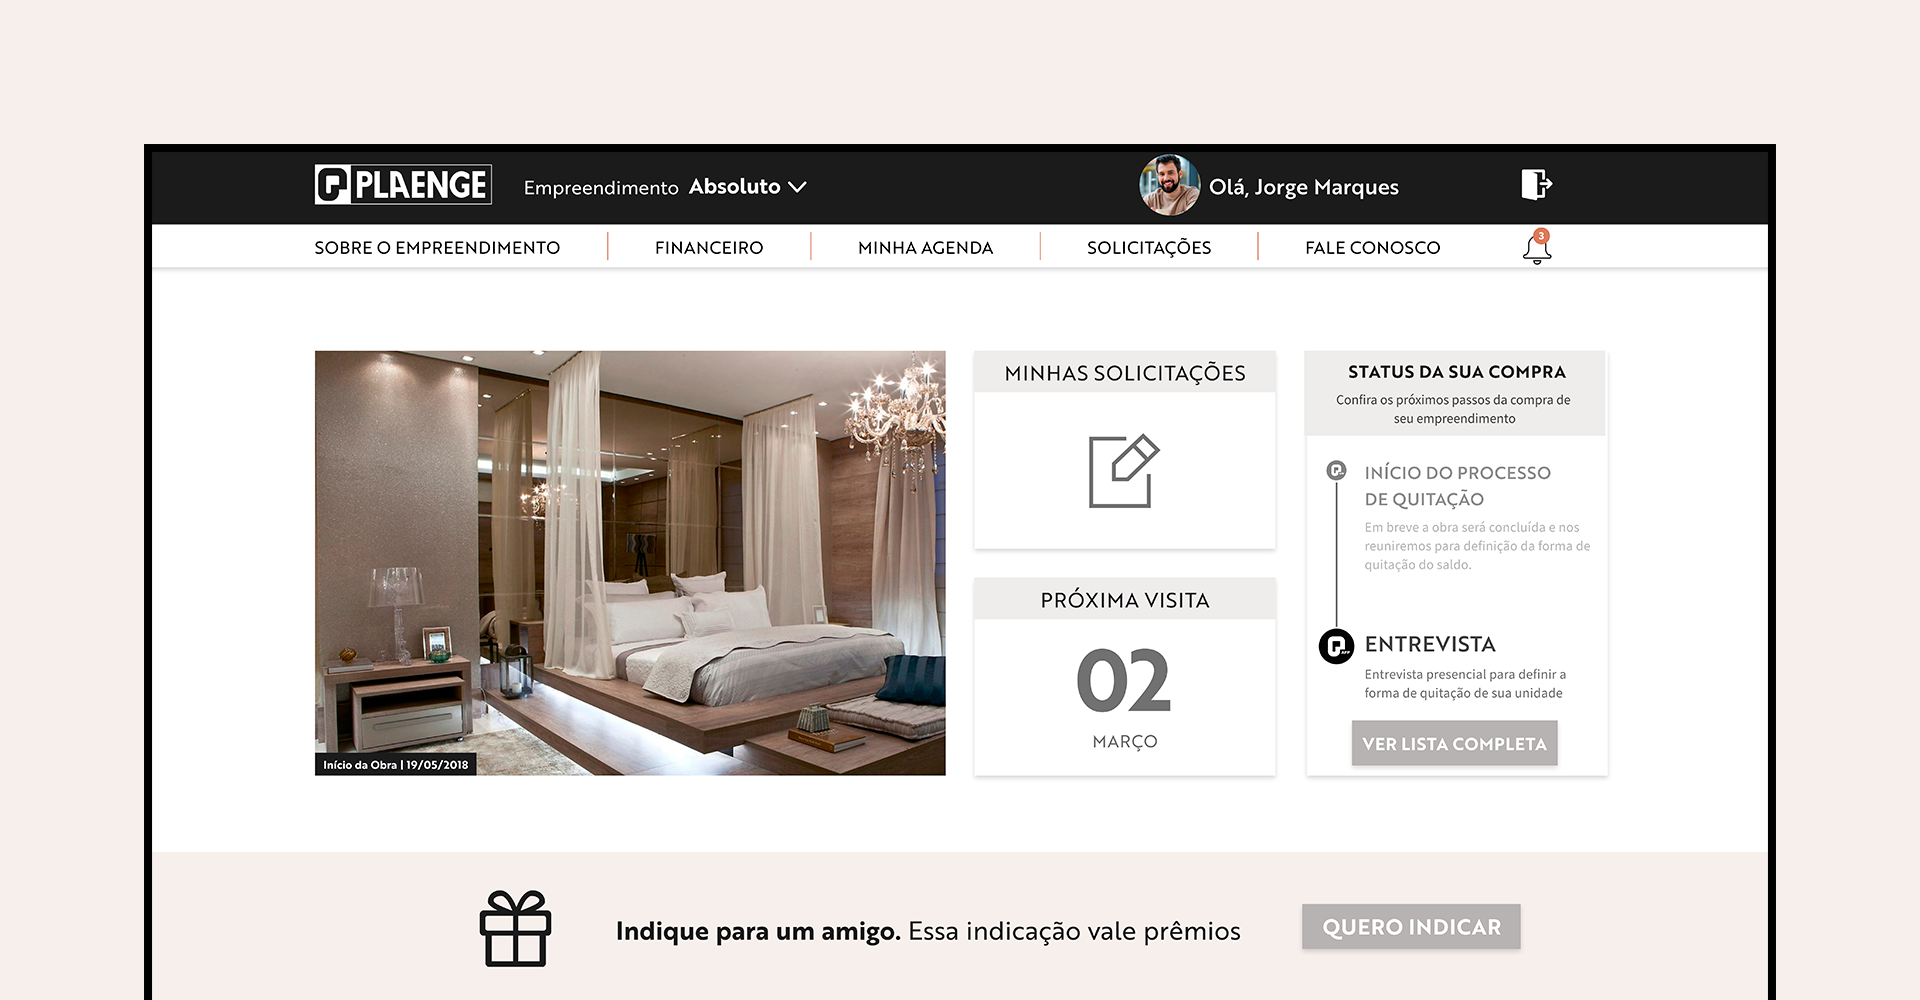 PLAENGE
Empreendimento Absoluto
Olá, Jorge Marques
SOBRE O EMPREENDIMENTO
FINANCEIRO
MINHA AGENDA
SOLICITAÇÕES
FALE CONOSCO
3
Início da Obra | 19/05/2018
MINHAS SOLICITAÇÕES
PRÓXIMA VISITA
02
MARÇO
STATUS DA SUA COMPRA
Confira os próximos passos da compra de
seu empreendimento
INÍCIO DO PROCESSO
DE QUITAÇÃO
Em breve a obra será concluída e nos
reuniremos para definição da forma de
quitação do saldo.
ENTREVISTA
Entrevista presencial para definir a
forma de quitação de sua unidade
VER LISTA COMPLETA
Indique para um amigo. Essa indicação vale prêmios
QUERO INDICAR